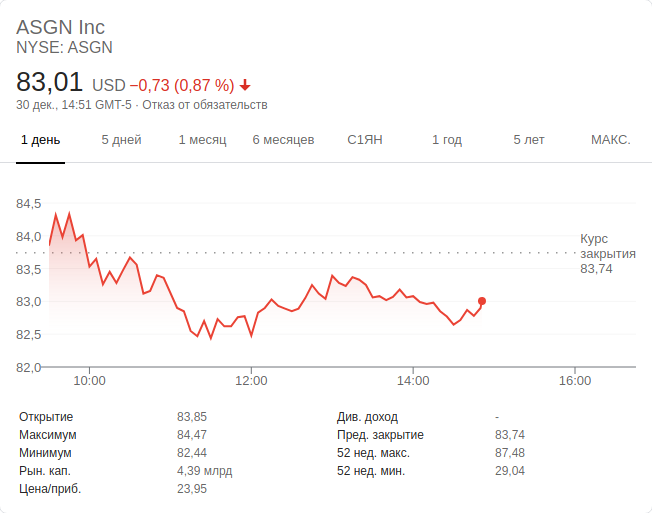 ASGN Inc
NYSE: ASGN
83,01 USD −0,73 (0,87 %)
30 дек., 14:51 GMT-5 · Отказ от обязательств
1 день 5 дней 1 месяц 6 месяцев С1ЯН 1 год 5 лет МАКС.
84,5
84,0
83,5
83,0
82,5
82,0
Курс
закрытия
83,74
10:00 12:00 14:00 16:00
Открытие 83,85 Див. доход -
Максимум 84,47 Пред. закрытие 83,74
Минимум 82,44 52 нед. макс. 87,48
Рын. кап. 4,39 млрд 52 нед. мин. 29,04
Цена/приб. 23,95